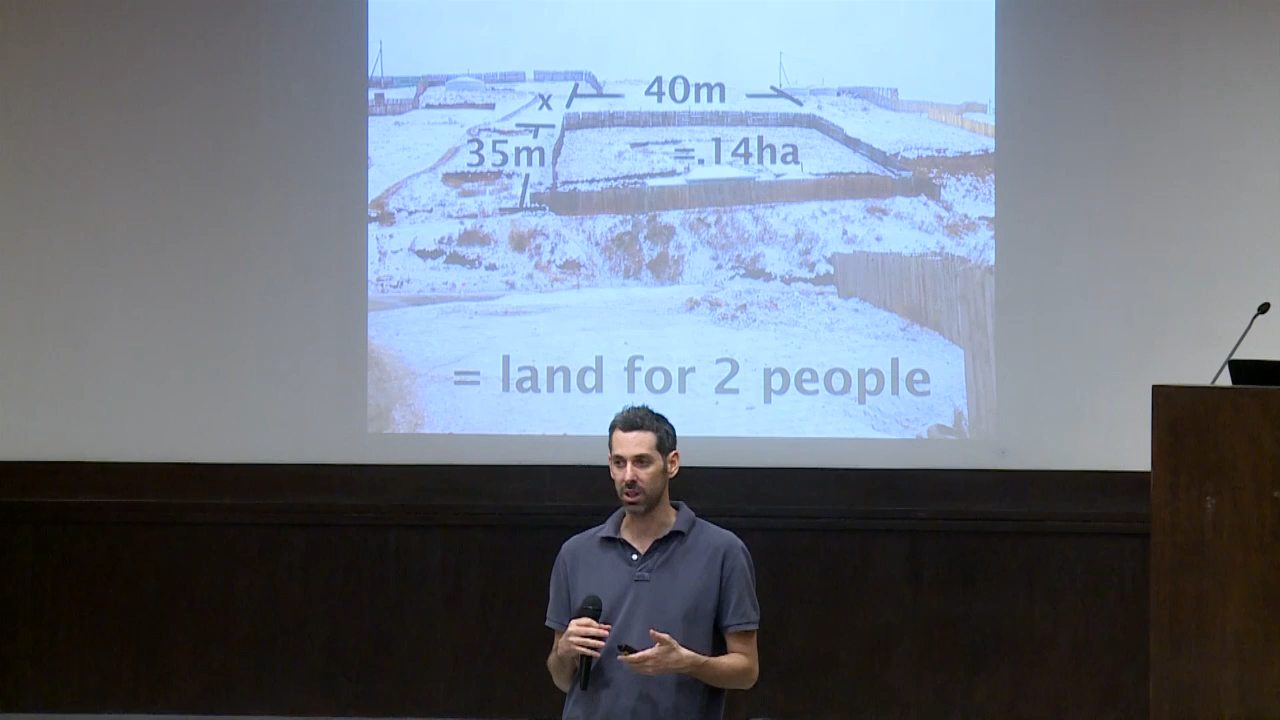 40m
x
35m
=.14ha
= land for 2 people